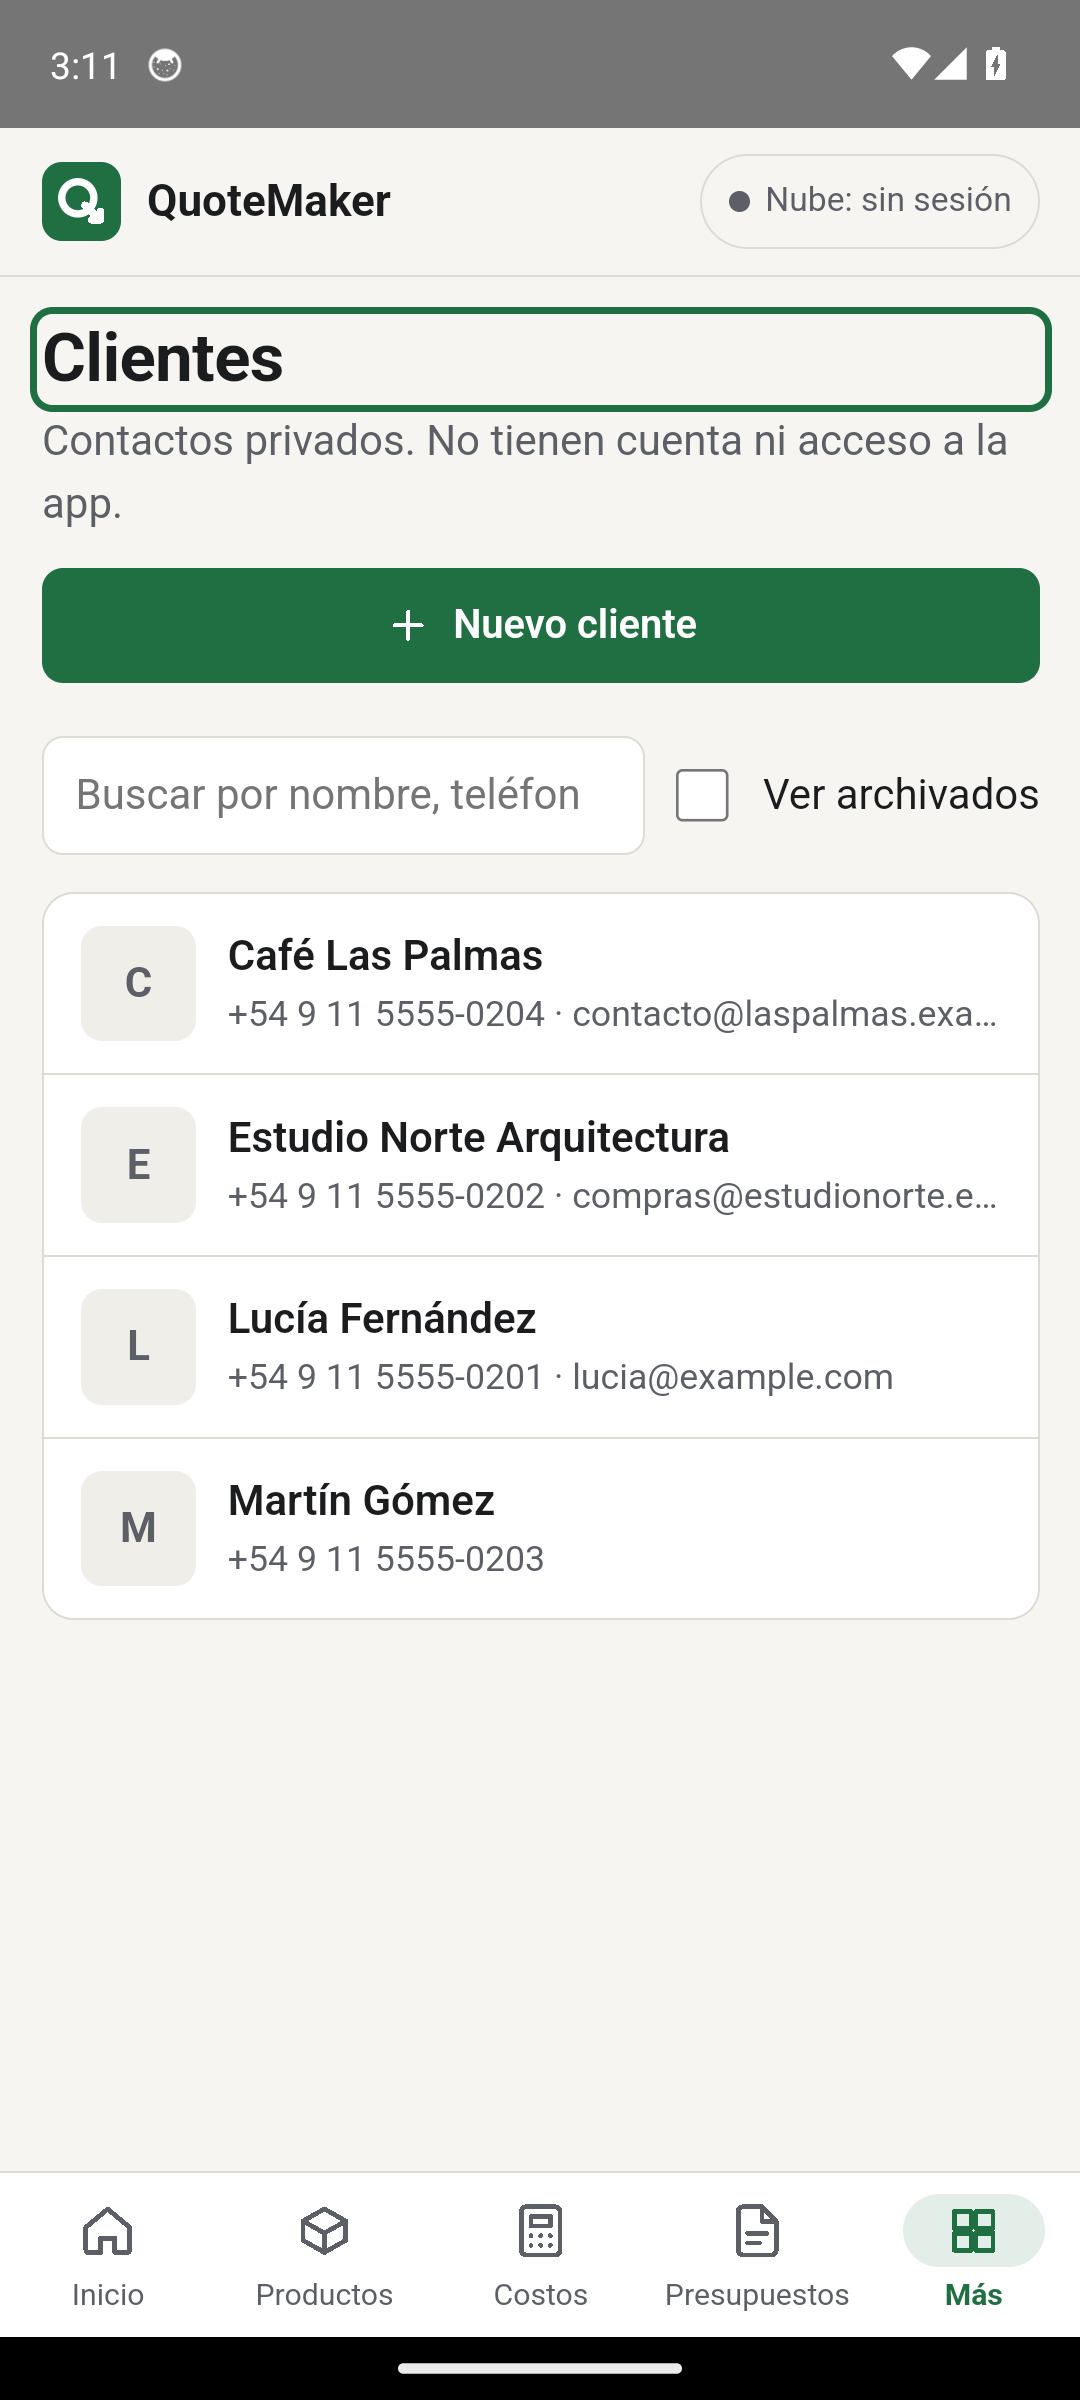 3:11
QuoteMaker
Nube: sin sesión
Clientes
Contactos privados. No tienen cuenta ni acceso a la
app.
Nuevo cliente
Buscar por nombre, teléfon
Ver archivados
C
Café Las Palmas
+54 9 11 5555-0204 · contacto@laspalmas.exa…
E
Estudio Norte Arquitectura
+54 9 11 5555-0202 · compras@estudionorte.e…
L
Lucía Fernández
+54 9 11 5555-0201 · lucia@example.com
M
Martín Gómez
+54 9 11 5555-0203
Inicio
Productos
Costos
Presupuestos
Más